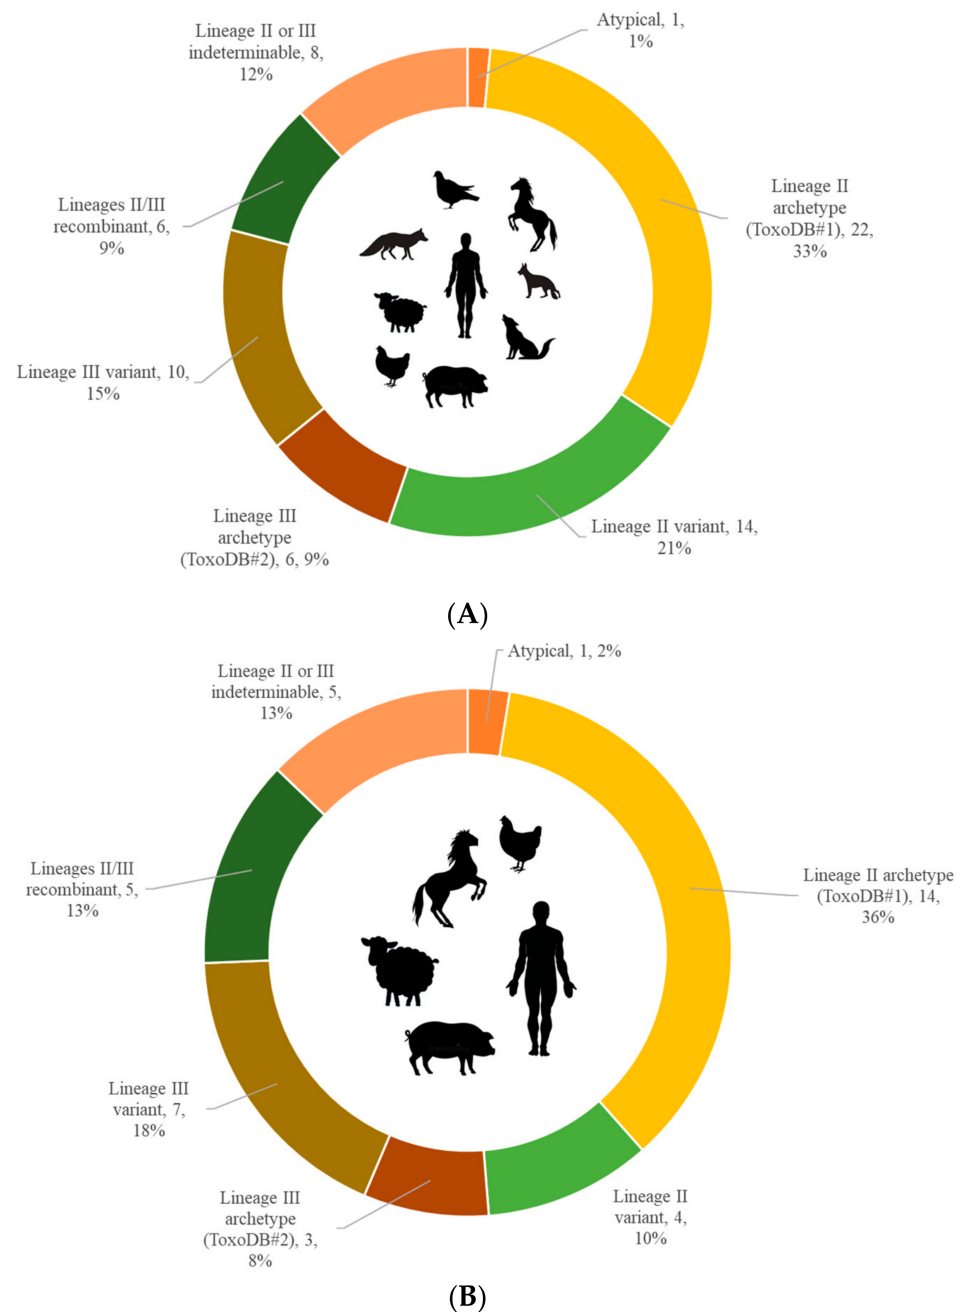 Lineage II or III
indeterminable, 8,
12%
Atypical, 1,
1%
Lineage II
archetype
(ToxoDB#1), 22,
33%
Lineages II/III
recombinant, 6,
9%
Lineage III variant, 10,
15%
Lineage III
archetype
(ToxoDB#2), 6, 9%
Lineage II variant, 14,
21%
(A)
Atypical, 1, 2%
Lineage II or III
indeterminable, 5,
13%
Lineages II/III
recombinant, 5,
13%
Lineage II archetype
(ToxoDB#1), 14,
36%
Lineage III
variant, 7,
18%
Lineage III
archetype
(ToxoDB#2), 3,
8%
Lineage II
variant, 4,
10%
(B)